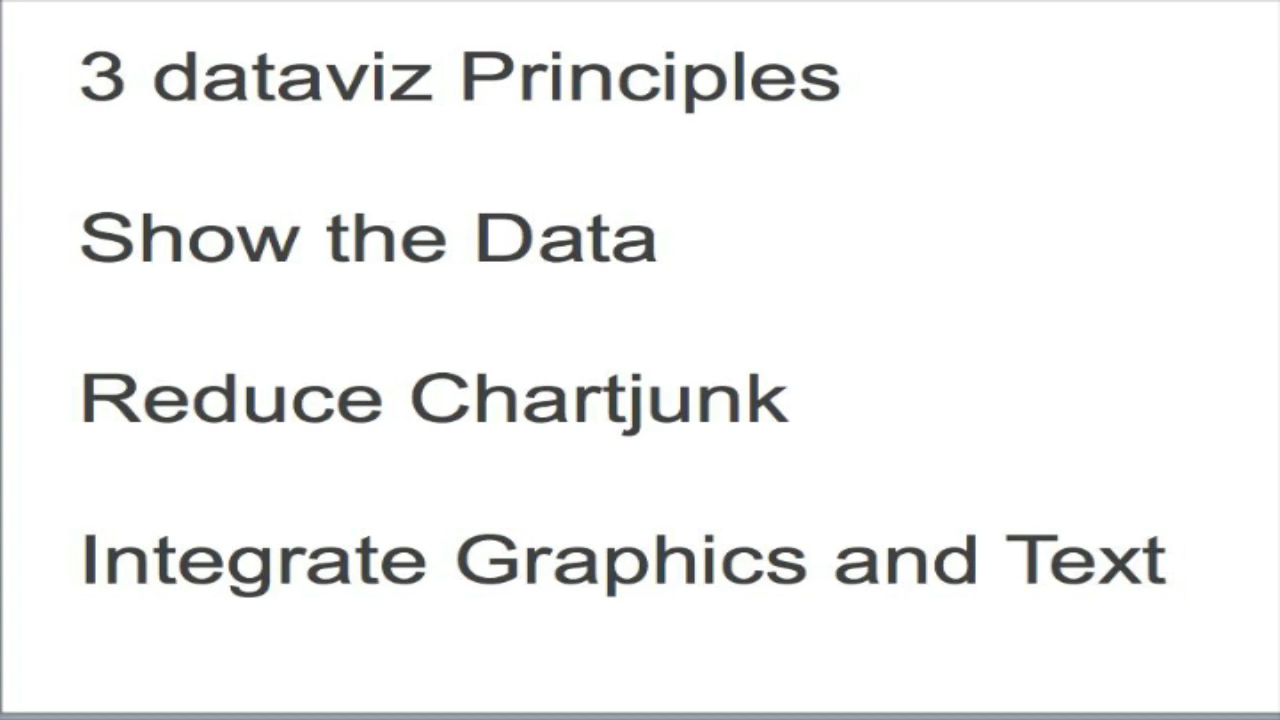 3 dataviz Principles
Show the Data
Reduce Chartjunk
Integrate Graphics and Text